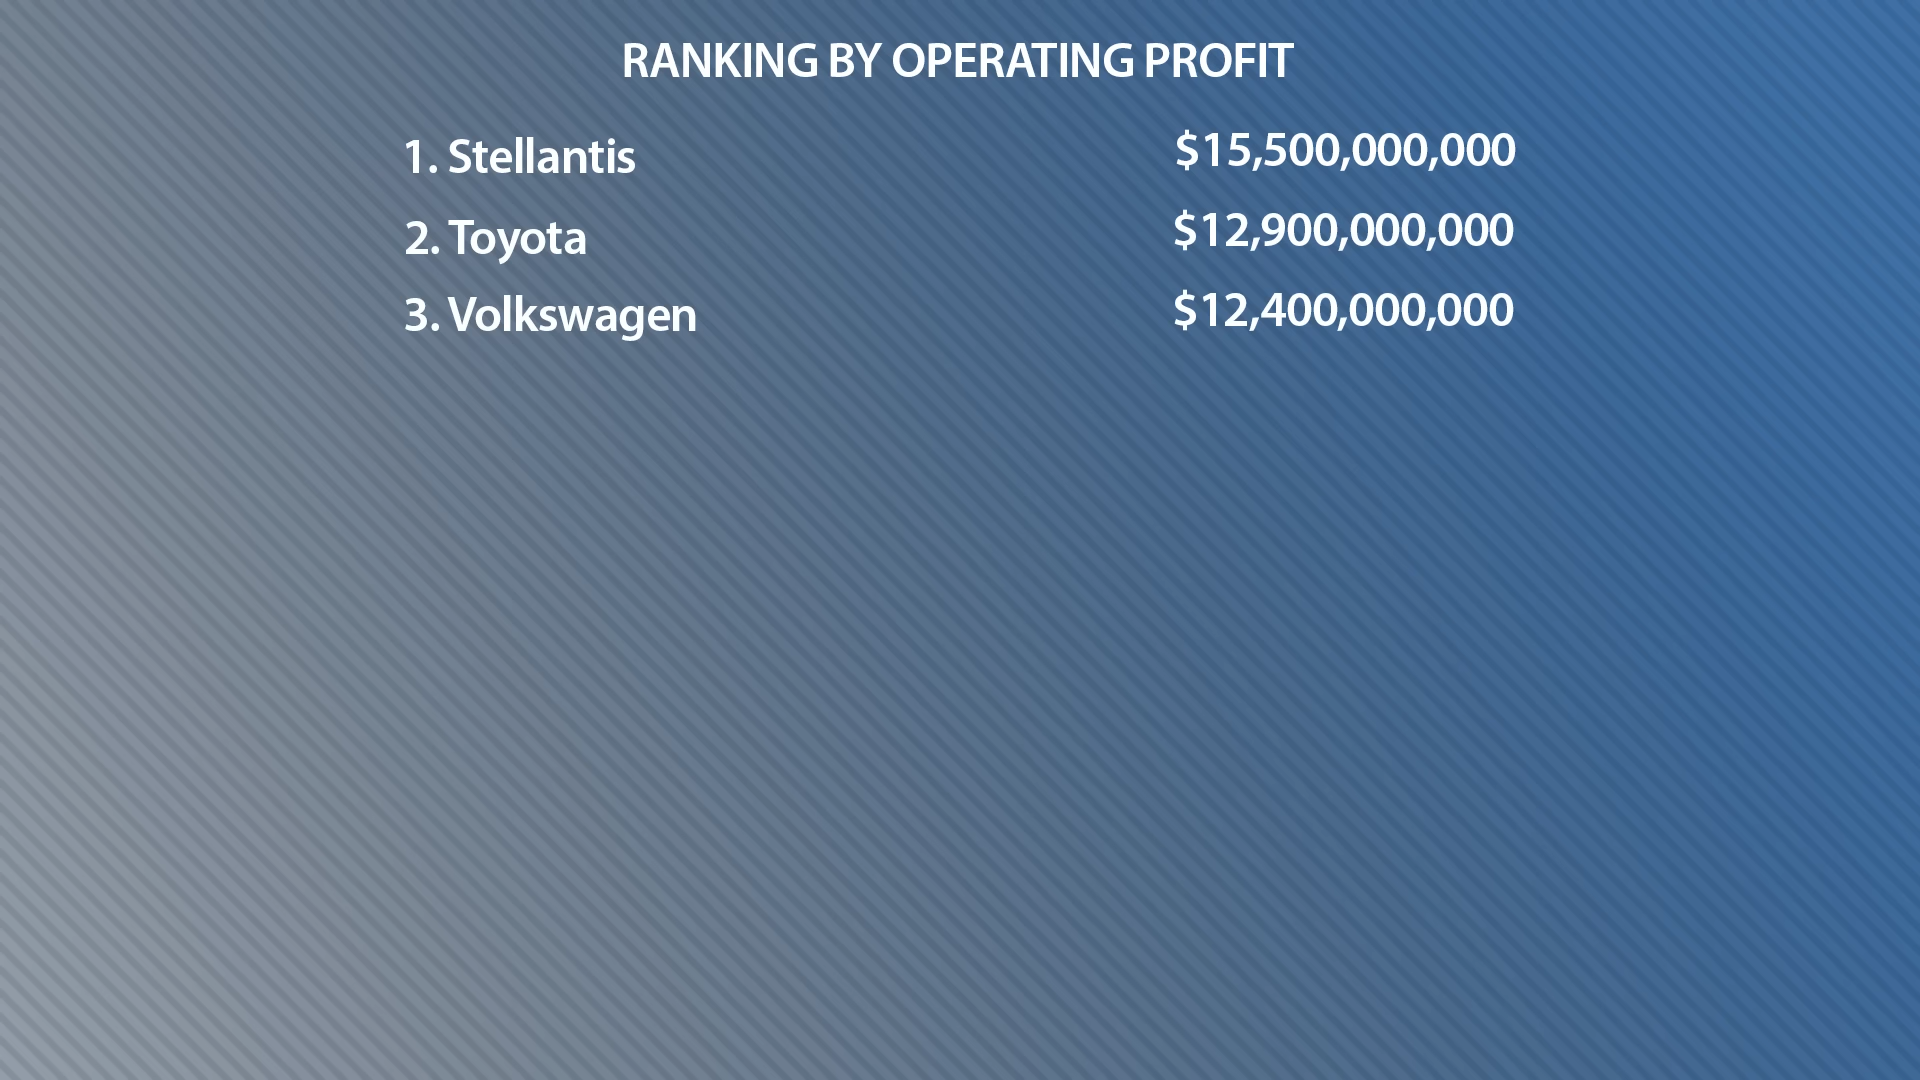 RANKING BY OPERATING PROFIT
1. Stellantis $15,500,000,000
2. Toyota $12,900,000,000
3. Volkswagen $12,400,000,000